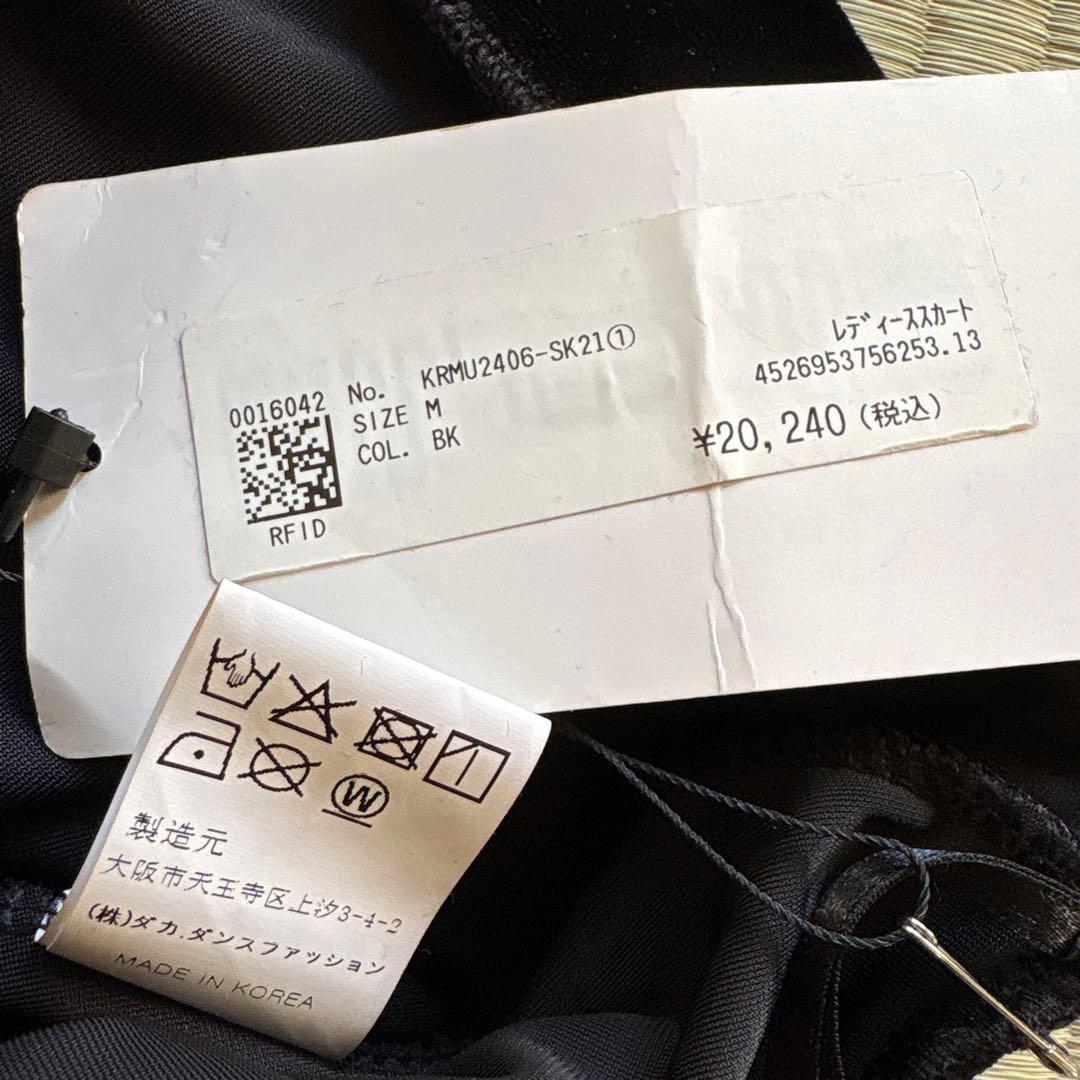 0016042
RFID
No. KRMU2406-SK21①
SIZE M
COL. BK
レディーススカート
4526953756253.13
¥20,240(税込)
W
製造元
大阪市天王寺区上汐3-4-2
(株)ダカ.ダンスファッション
MADE IN KOREA